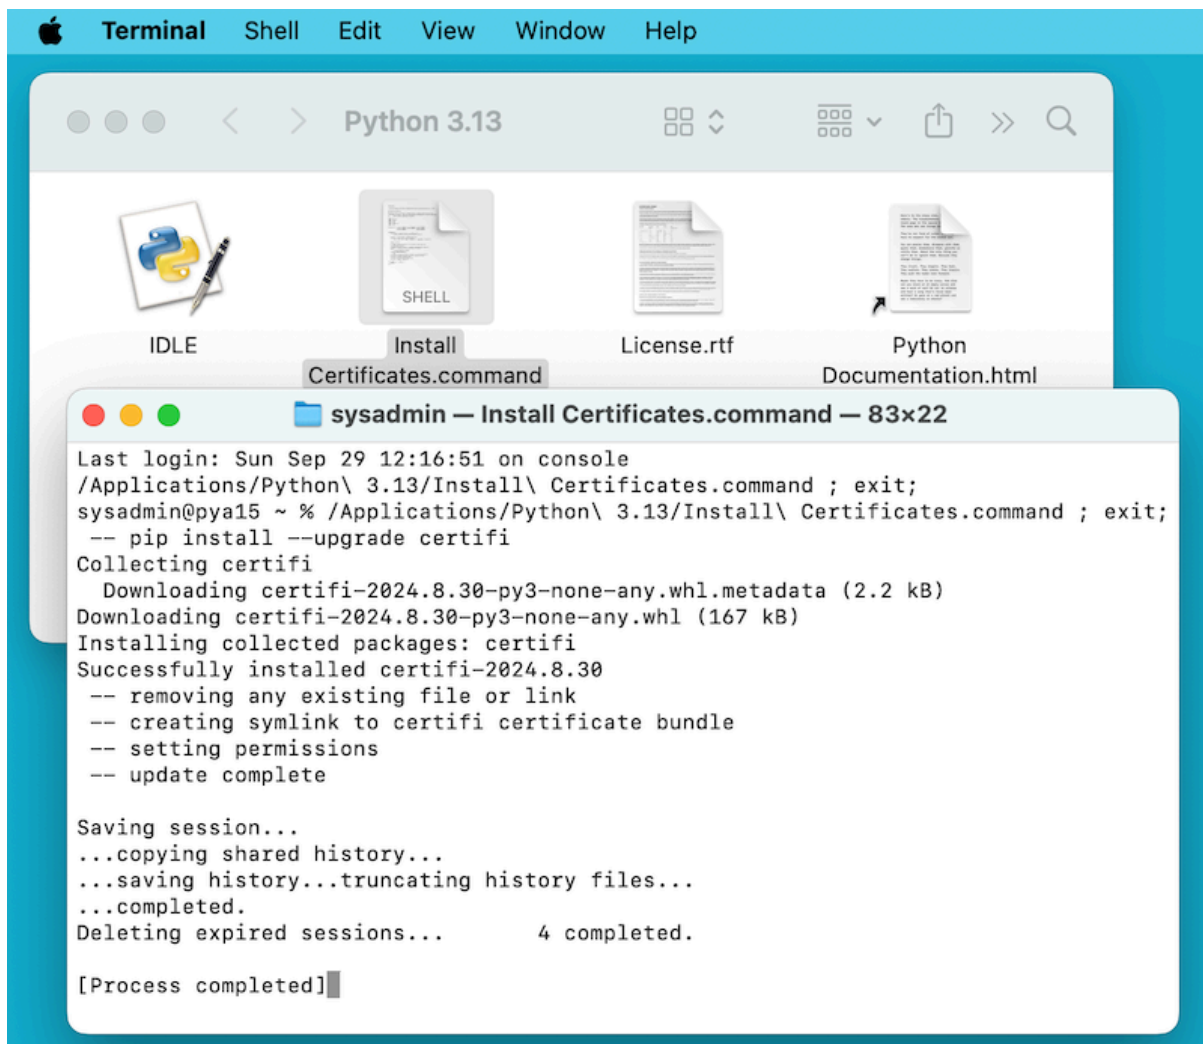 Terminal Shell Edit View Window Help
Python 3.13
SHELL
IDLE
Install
Certificates.command
License.rtf
Python
Documentation.html
sysadmin — Install Certificates.command — 83×22
Last login: Sun Sep 29 12:16:51 on console
/Applications/Python\ 3.13/Install\ Certificates.command ; exit;
sysadmin@pya15 ~ % /Applications/Python\ 3.13/Install\ Certificates.command ; exit;
 -- pip install --upgrade certifi
Collecting certifi
  Downloading certifi-2024.8.30-py3-none-any.whl.metadata (2.2 kB)
Downloading certifi-2024.8.30-py3-none-any.whl (167 kB)
Installing collected packages: certifi
Successfully installed certifi-2024.8.30
 -- removing any existing file or link
 -- creating symlink to certifi certificate bundle
 -- setting permissions
 -- update complete
Saving session...
...copying shared history...
...saving history...truncating history files...
...completed.
Deleting expired sessions...       4 completed.
[Process completed]